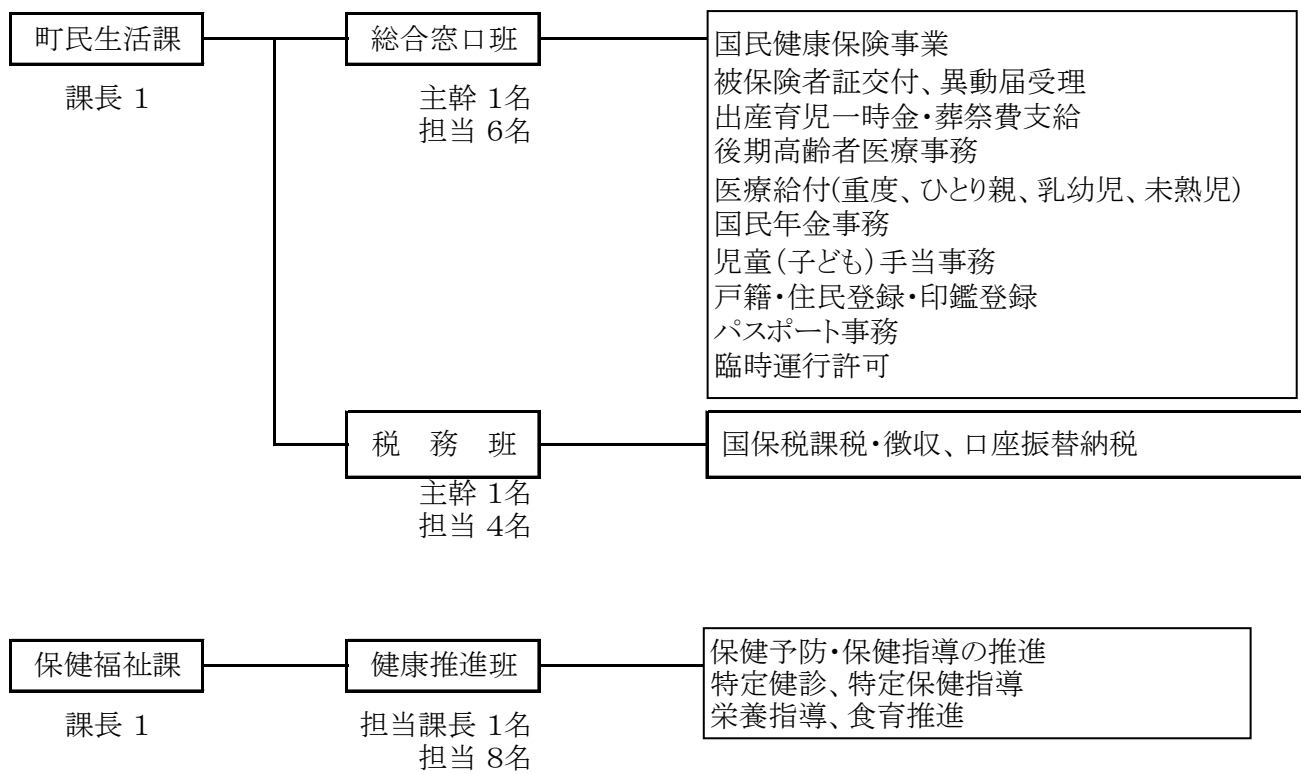 町民生活課
課長 1
総合窓口班
主幹 1名
担当 6名
国民健康保険事業
被保険者証交付、異動届受理
出産育児一時金・葬祭費支給
後期高齢者医療事務
医療給付(重度、ひとり親、乳幼児、未熟児)
国民年金事務
児童(子ども)手当事務
戸籍・住民登録・印鑑登録
パスポート事務
臨時運行許可
税 務 班
主幹 1名
担当 4名
国保税課税・徴収、口座振替納税
保健福祉課
課長 1
健康推進班
担当課長 1名
担当 8名
保健予防・保健指導の推進
特定健診、特定保健指導
栄養指導、食育推進